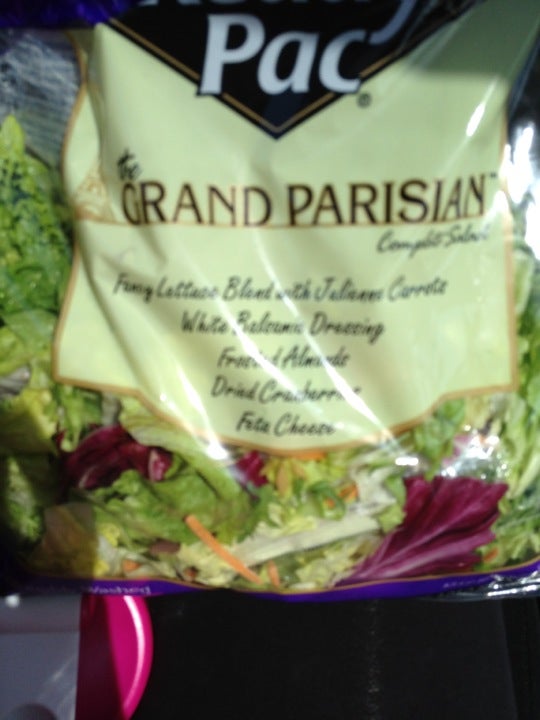 Pac®
the
GRAND PARISIAN™
Complete Salad
Fancy Lettuce Blend with Julienne Carrots
White Balsamic Dressing
Frosted Almonds
Dried Cranberries
Feta Cheese